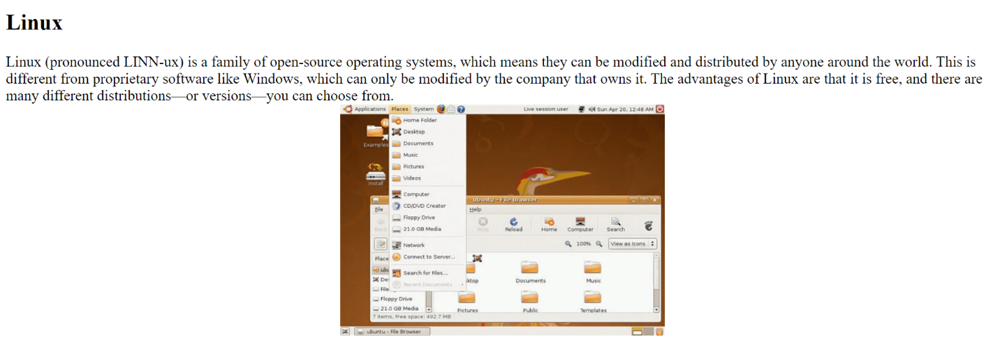 Linux
Linux (pronounced LINN-ux) is a family of open-source operating systems, which means they can be modified and distributed by anyone around the world. This is
different from proprietary software like Windows, which can only be modified by the company that owns it. The advantages of Linux are that it is free, and there are
many different distributions—or versions—you can choose from.
Applications Places System Live session user Sun Apr 20, 12:48 AM
Home Folder
Desktop
Examples Documents
Music
Pictures
Videos
install
Computer
ubuntu - File Browser
CD/DVD Creator
File Help
Floppy Drive
Back 21.0 GB Media Stop Reload Home Computer Search
Network 100% View as Icons
Connect to Server...
Place
ubu
Search for Files...
De ktop Documents Music
Recent Documents
File
Floppy Drive
21.0 GB Media Pictures Public Templates
7 items, Free space: 492.7 MB
ubuntu - File Browser